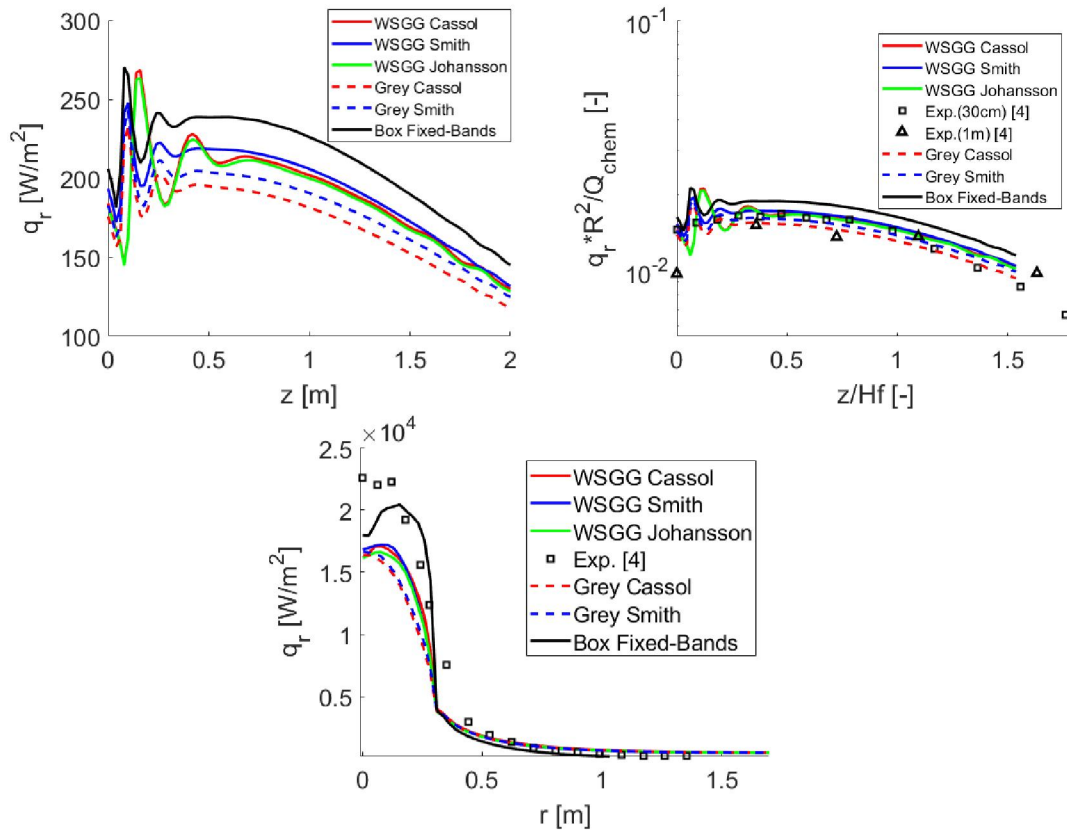 300
250
200
150
100
q_r [W/m^2]
0
0.5
1
1.5
2
z [m]
WSGG Cassol
WSGG Smith
WSGG Johansson
Grey Cassol
Grey Smith
Box Fixed-Bands
10^-1
10^-2
q_r*R^2/Q_chem [-]
0
0.5
1
1.5
z/Hf [-]
WSGG Cassol
WSGG Smith
WSGG Johansson
Exp.(30cm) [4]
Exp.(1m) [4]
Grey Cassol
Grey Smith
Box Fixed-Bands
×10^4
2.5
2
1.5
1
0.5
q_r [W/m^2]
0
0.5
1
1.5
r [m]
WSGG Cassol
WSGG Smith
WSGG Johansson
Exp. [4]
Grey Cassol
Grey Smith
Box Fixed-Bands